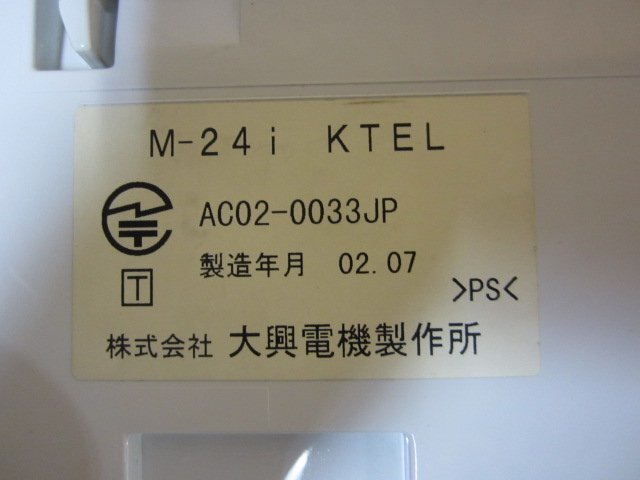 M-24i KTEL
AC02-0033JP
製造年月 02.07
T
>PS<
株式会社 大興電機製作所